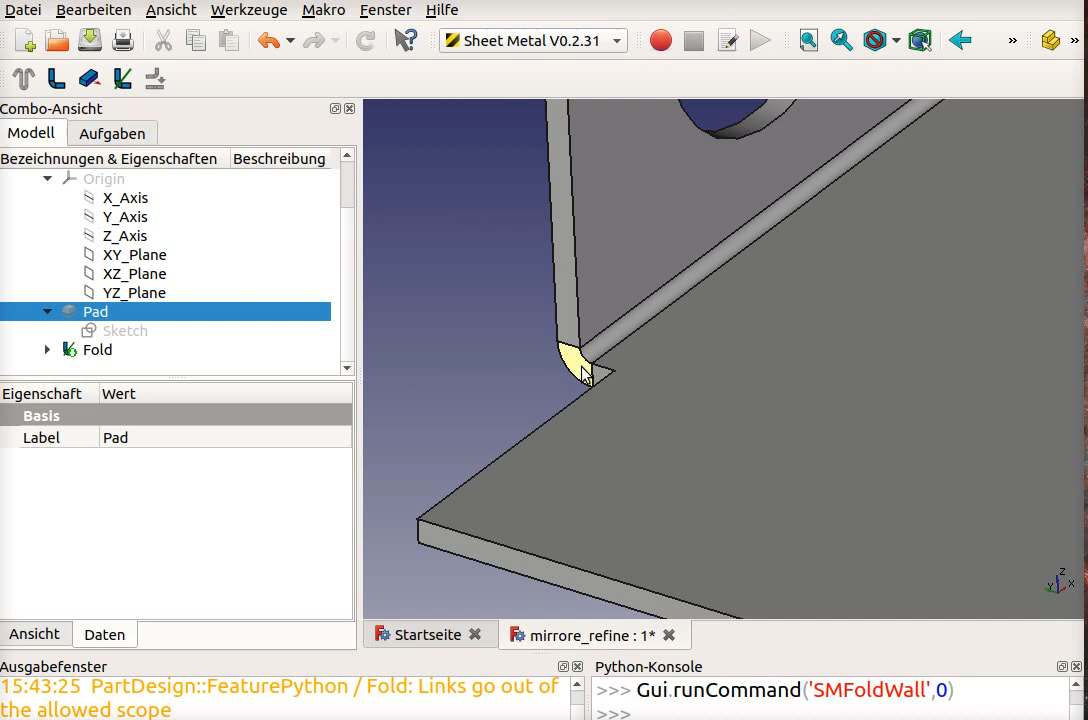 Datei Bearbeiten Ansicht Werkzeuge Makro Fenster Hilfe
Sheet Metal V0.2.31
»
»
Combo-Ansicht
Modell Aufgaben
Bezeichnungen & Eigenschaften Beschreibung
Origin
X_Axis
Y_Axis
Z_Axis
XY_Plane
XZ_Plane
YZ_Plane
Pad
Sketch
Fold
Eigenschaft Wert
Basis
Label Pad
Z
Y X
Ansicht Daten
Startseite mirrore_refine : 1*
Ausgabefenster
15:43:25 PartDesign::FeaturePython / Fold: Links go out of
the allowed scope
Python-Konsole
>>> Gui.runCommand('SMFoldWall',0)
>>>